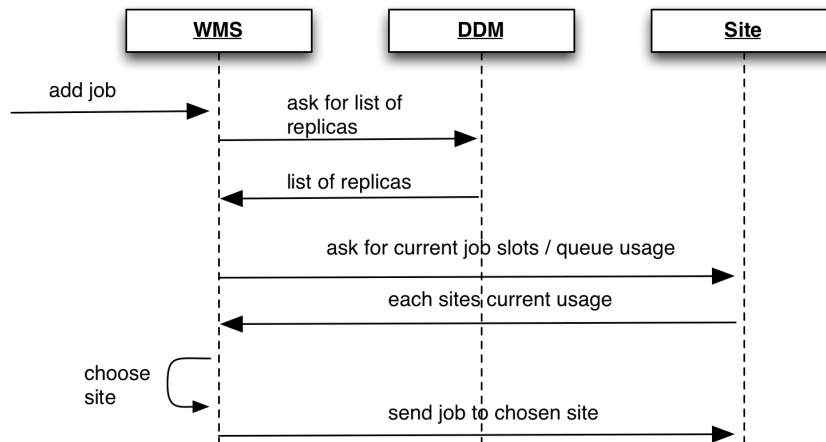 WMS
DDM
Site
add job
ask for list of
replicas
list of replicas
ask for current job slots / queue usage
each sites current usage
choose
site
send job to chosen site